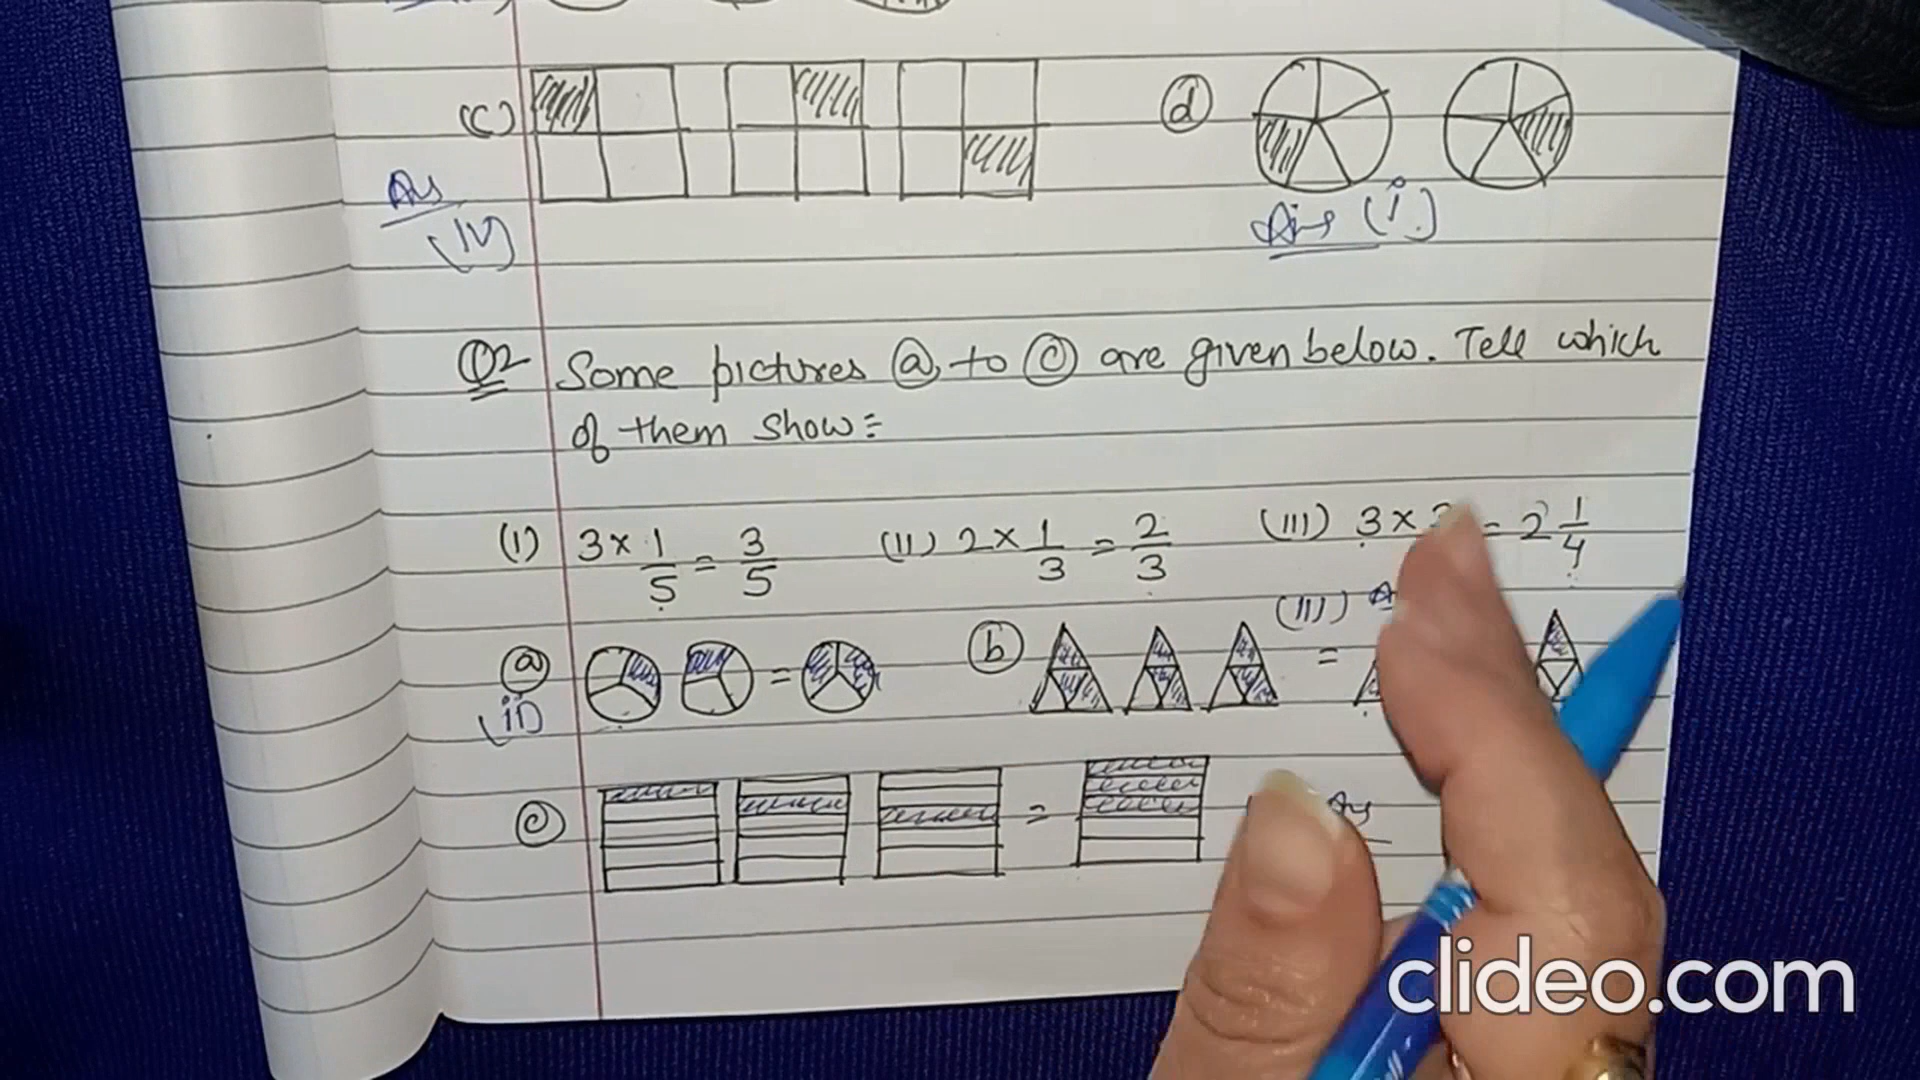 (c)
(d)
Ans
(iv)
Ans (i)
Q2 Some pictures (a) to (c) are given below. Tell which
of them show :-
(i) 3 × 1/5 = 3/5 (ii) 2 × 1/3 = 2/3 (iii) 3 × = 2 1/4
(a) = (b) (iii) =
(ii)
(c) = Ans
clideo.com